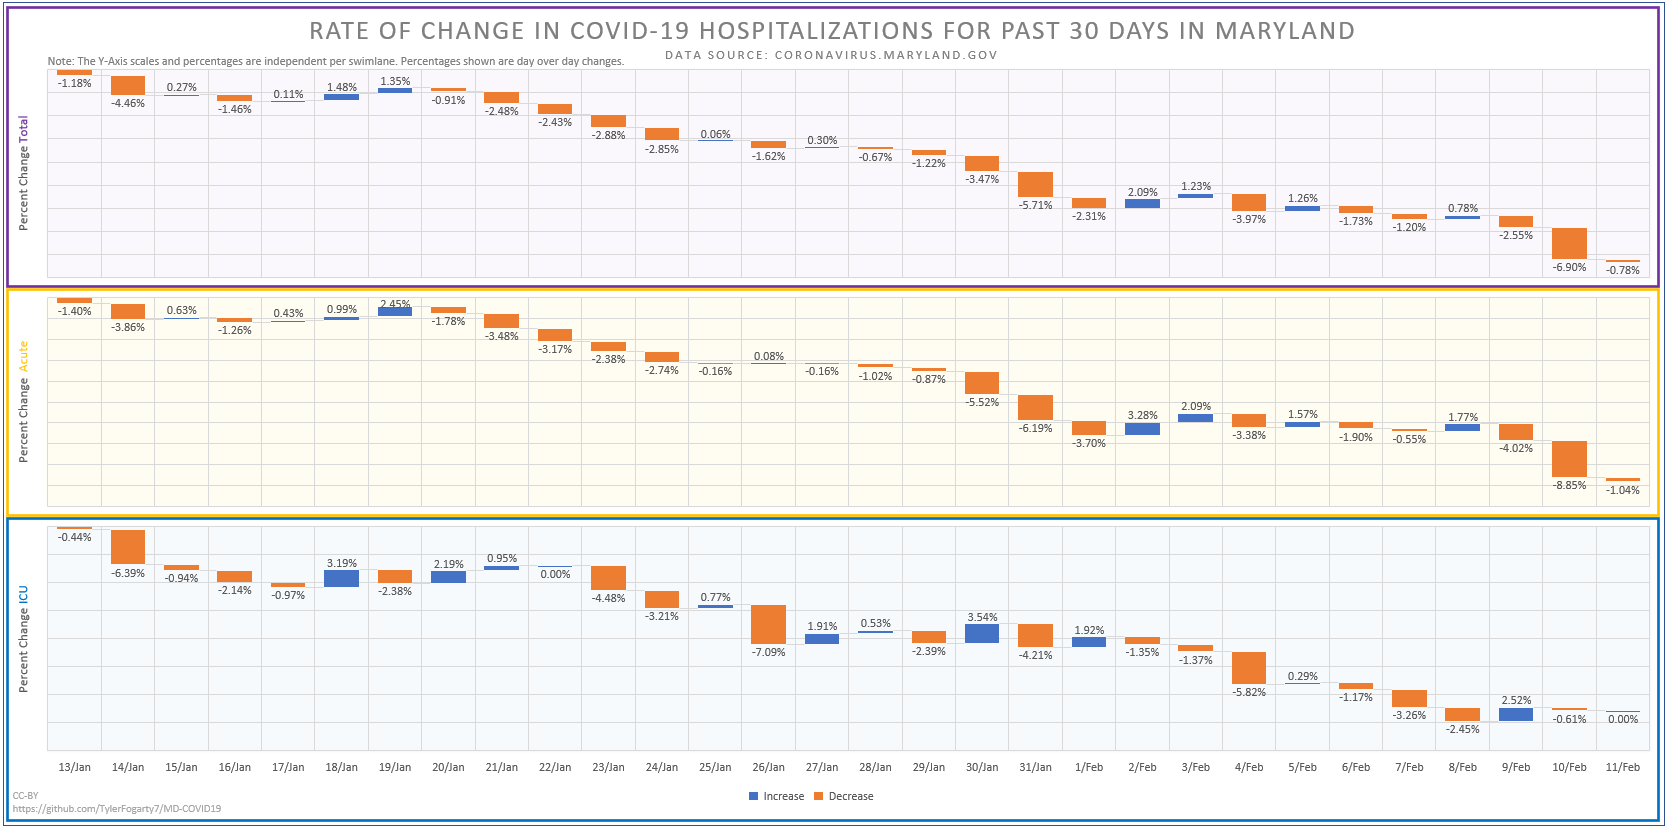 RATE OF CHANGE IN COVID-19 HOSPITALIZATIONS FOR PAST 30 DAYS IN MARYLAND
DATA SOURCE: CORONAVIRUS.MARYLAND.GOV
Note: The Y-Axis scales and percentages are independent per swimlane. Percentages shown are day over day changes.
Percent Change Total
-1.18% -4.46% 0.27% -1.46% 0.11% 1.48% 1.35% -0.91% -2.48% -2.43% -2.88% -2.85% 0.06% -1.62% 0.30% -0.67% -1.22% -3.47% -5.71% -2.31% 2.09% 1.23% -3.97% 1.26% -1.73% -1.20% 0.78% -2.55% -6.90% -0.78%
Percent Change Acute
-1.40% -3.86% 0.63% -1.26% 0.43% 0.99% 2.45% -1.78% -3.48% -3.17% -2.38% -2.74% -0.16% 0.08% -0.16% -1.02% -0.87% -5.52% -6.19% -3.70% 3.28% 2.09% -3.38% 1.57% -1.90% -0.55% 1.77% -4.02% -8.85% -1.04%
Percent Change ICU
-0.44% -6.39% -0.94% -2.14% -0.97% 3.19% -2.38% 2.19% 0.95% 0.00% -4.48% -3.21% 0.77% -7.09% 1.91% 0.53% -2.39% 3.54% -4.21% 1.92% -1.35% -1.37% -5.82% 0.29% -1.17% -3.26% -2.45% 2.52% -0.61% 0.00%
13/Jan 14/Jan 15/Jan 16/Jan 17/Jan 18/Jan 19/Jan 20/Jan 21/Jan 22/Jan 23/Jan 24/Jan 25/Jan 26/Jan 27/Jan 28/Jan 29/Jan 30/Jan 31/Jan 1/Feb 2/Feb 3/Feb 4/Feb 5/Feb 6/Feb 7/Feb 8/Feb 9/Feb 10/Feb 11/Feb
Increase Decrease
CC-BY
https://github.com/TylerFogarty7/MD-COVID19